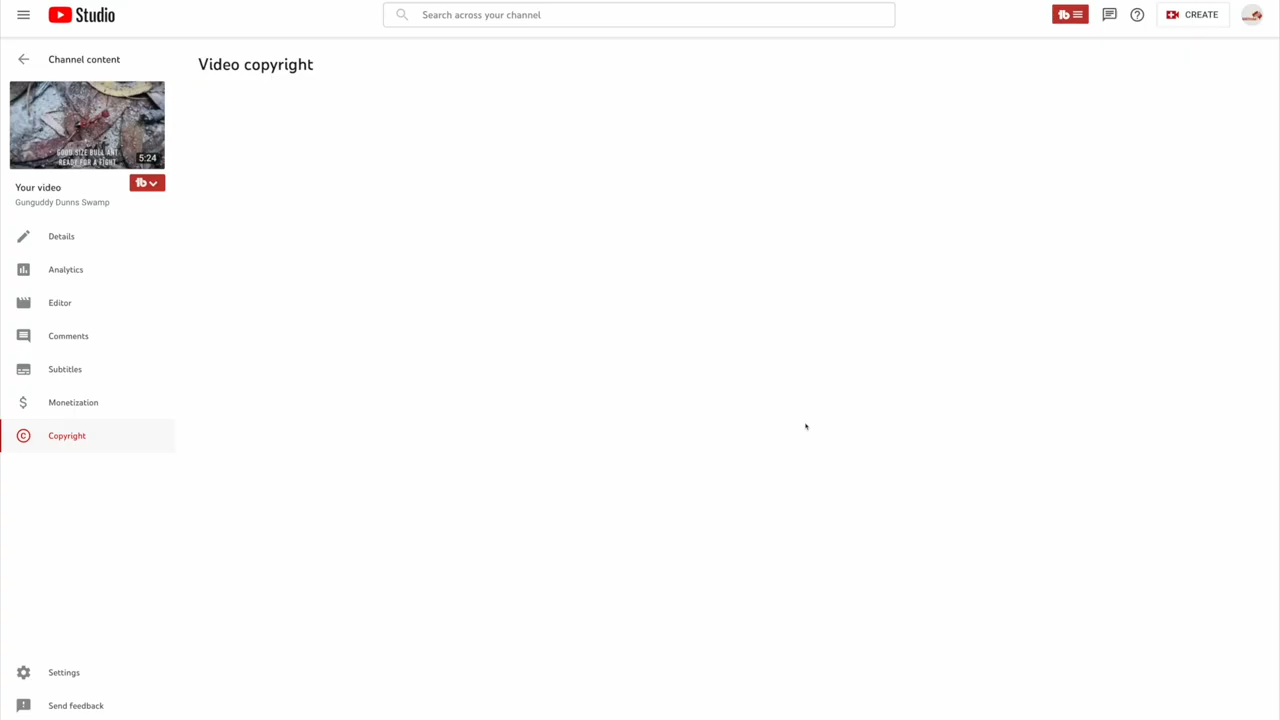 Studio
Search across your channel
CREATE
Channel content
Video copyright
GOOD SIZE BULL ANT
READY FOR A FIGHT
5:24
Your video
Gunguddy Dunns Swamp
Details
Analytics
Editor
Comments
Subtitles
Monetization
Copyright
Settings
Send feedback